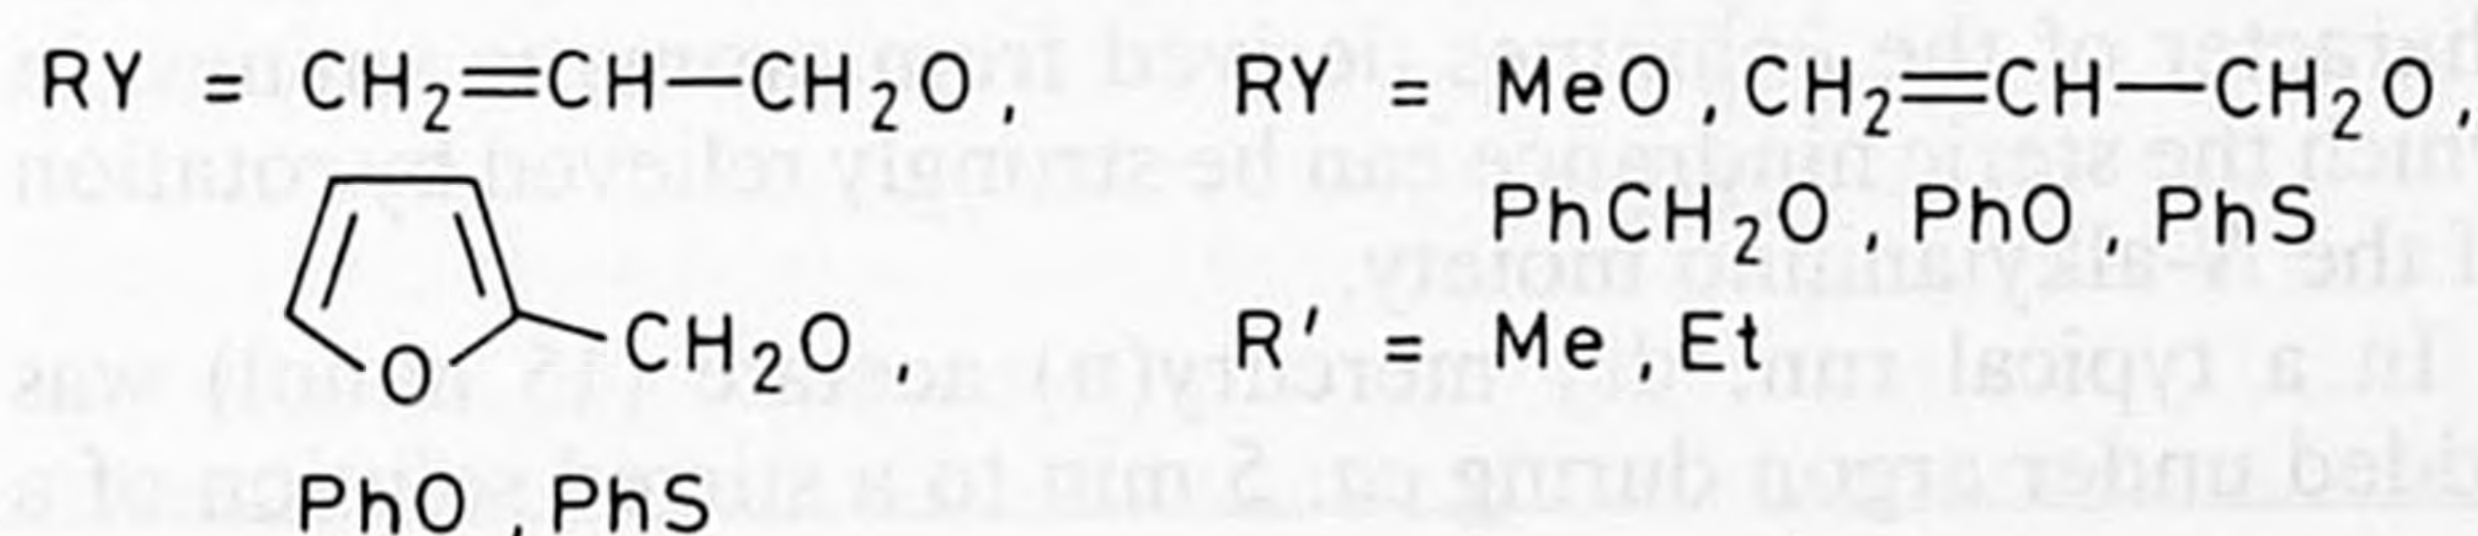 RY = CH2=CH—CH2O,
O CH2O,
PhO, PhS
RY = MeO, CH2=CH—CH2O,
PhCH2O, PhO, PhS
R′ = Me, Et